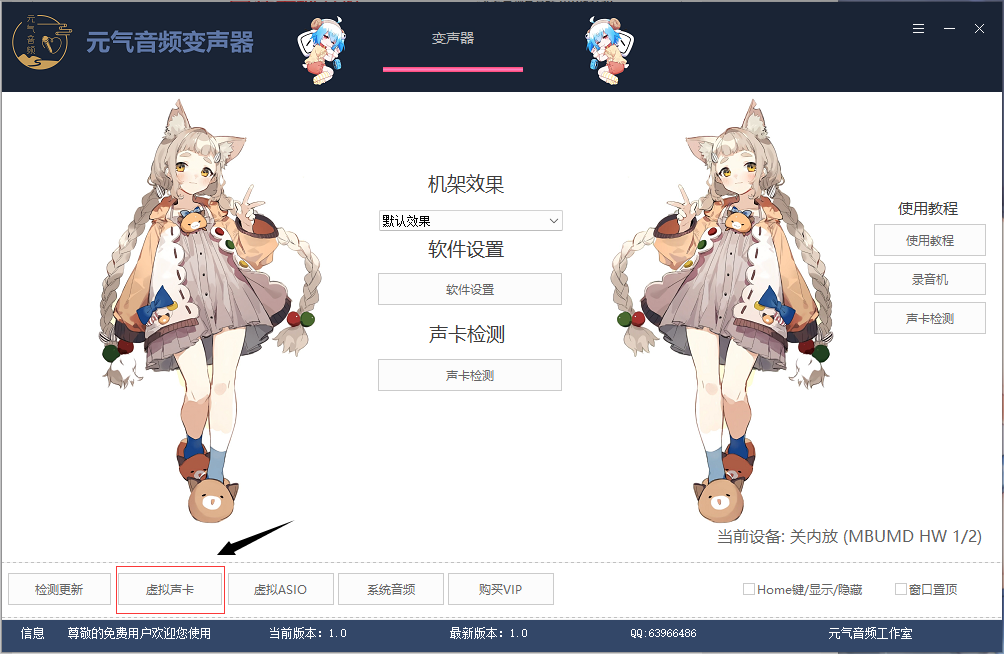 元气音频
元气音频变声器
变声器
机架效果
默认效果
软件设置
软件设置
声卡检测
声卡检测
使用教程
使用教程
录音机
声卡检测
当前设备: 关内放 (MBUMD HW 1/2)
检测更新
虚拟声卡
虚拟ASIO
系统音频
购买VIP
Home键/显示/隐藏
窗口置顶
信息
尊敬的免费用户欢迎您使用
当前版本：1.0
最新版本：1.0
QQ:63966486
元气音频工作室